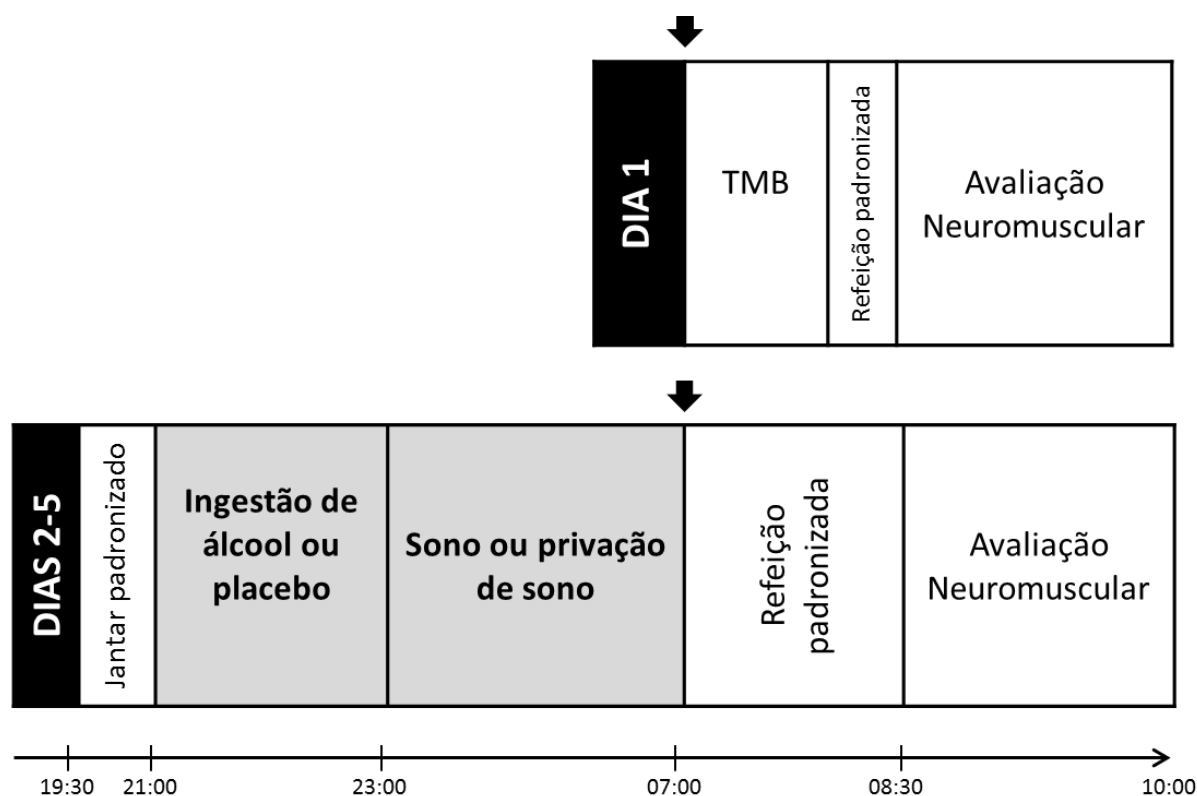 DIA 1
TMB
Refeição padronizada
Avaliação
Neuromuscular
DIAS 2-5
Jantar padronizado
Ingestão de
álcool ou
placebo
Sono ou privação
de sono
Refeição
padronizada
Avaliação
Neuromuscular
19:30 21:00 23:00 07:00 08:30 10:00